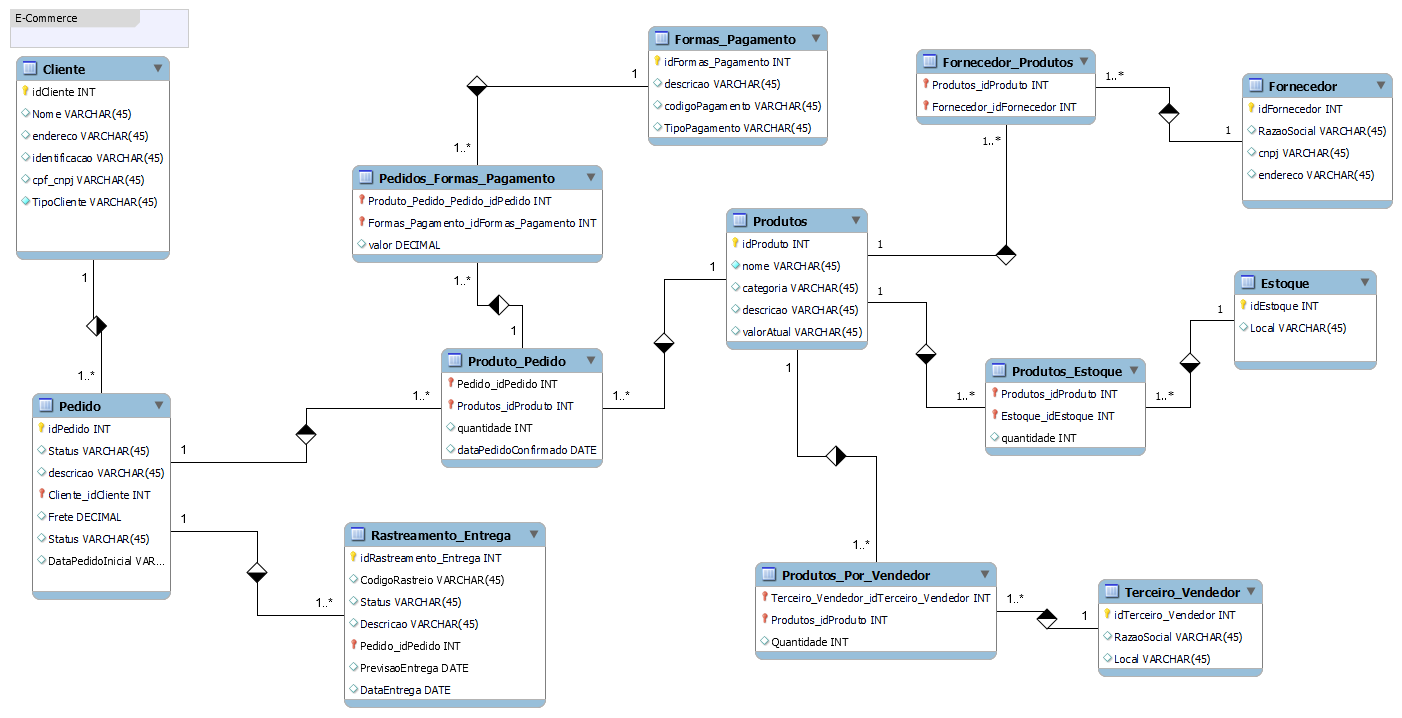 E-Commerce
Cliente
idCliente INT
Nome VARCHAR(45)
endereco VARCHAR(45)
identificacao VARCHAR(45)
cpf_cnpj VARCHAR(45)
TipoCliente VARCHAR(45)
1
1..*
Pedido
idPedido INT
Status VARCHAR(45)
descricao VARCHAR(45)
Cliente_idCliente INT
Frete DECIMAL
Status VARCHAR(45)
DataPedidoInicial VAR...
1
1..*
1
1..*
Rastreamento_Entrega
idRastreamento_Entrega INT
CodigoRastreio VARCHAR(45)
Status VARCHAR(45)
Descricao VARCHAR(45)
Pedido_idPedido INT
PrevisaoEntrega DATE
DataEntrega DATE
Formas_Pagamento
idFormas_Pagamento INT
descricao VARCHAR(45)
codigoPagamento VARCHAR(45)
TipoPagamento VARCHAR(45)
1
1..*
Pedidos_Formas_Pagamento
Produto_Pedido_Pedido_idPedido INT
Formas_Pagamento_idFormas_Pagamento INT
valor DECIMAL
1..*
1
Produto_Pedido
Pedido_idPedido INT
Produtos_idProduto INT
quantidade INT
dataPedidoConfirmado DATE
1..*
1
Produtos
idProduto INT
nome VARCHAR(45)
categoria VARCHAR(45)
descricao VARCHAR(45)
valorAtual VARCHAR(45)
1
1..*
Fornecedor_Produtos
Produtos_idProduto INT
Fornecedor_idFornecedor INT
1..*
1
Fornecedor
idFornecedor INT
RazaoSocial VARCHAR(45)
cnpj VARCHAR(45)
endereco VARCHAR(45)
1
1..*
Produtos_Estoque
Produtos_idProduto INT
Estoque_idEstoque INT
quantidade INT
1..*
1
Estoque
idEstoque INT
Local VARCHAR(45)
1
1..*
Produtos_Por_Vendedor
Terceiro_Vendedor_idTerceiro_Vendedor INT
Produtos_idProduto INT
Quantidade INT
1..*
1
Terceiro_Vendedor
idTerceiro_Vendedor INT
RazaoSocial VARCHAR(45)
Local VARCHAR(45)